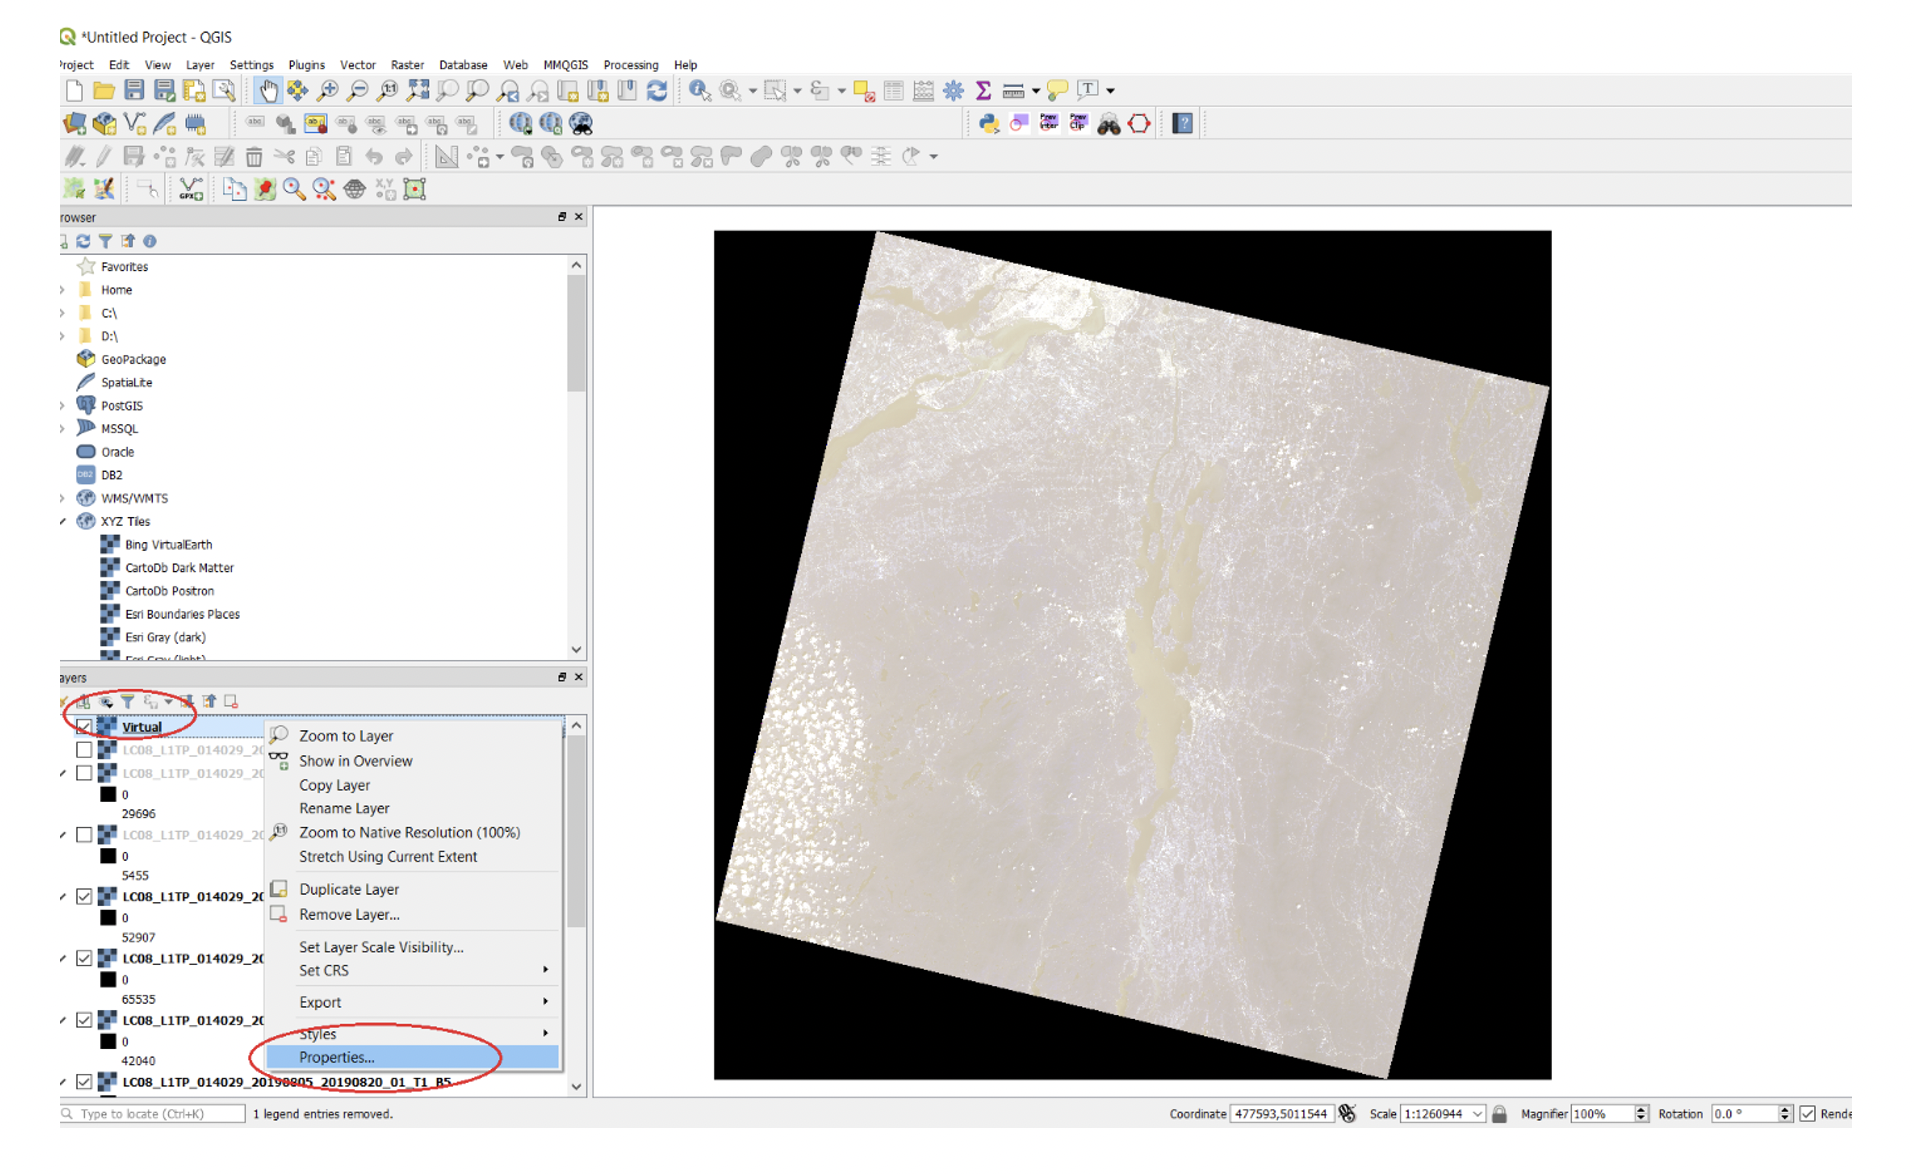 *Untitled Project - QGIS
Project Edit View Layer Settings Plugins Vector Raster Database Web MMQGIS Processing Help
rowser
Favorites
Home
C:\
D:\
GeoPackage
SpatiaLite
PostGIS
MSSQL
Oracle
DB2
WMS/WMTS
XYZ Tiles
Bing VirtualEarth
CartoDb Dark Matter
CartoDb Positron
Esri Boundaries Places
Esri Gray (dark)
Esri Gray (light)
ayers
Virtual
LC08_L1TP_014029_20
LC08_L1TP_014029_20
0
29696
LC08_L1TP_014029_20
0
5455
LC08_L1TP_014029_20
0
52907
LC08_L1TP_014029_20
0
65535
LC08_L1TP_014029_20
0
42040
LC08_L1TP_014029_20190805_20190820_01_T1_B5
Zoom to Layer
Show in Overview
Copy Layer
Rename Layer
Zoom to Native Resolution (100%)
Stretch Using Current Extent
Duplicate Layer
Remove Layer...
Set Layer Scale Visibility...
Set CRS
Export
Styles
Properties...
Type to locate (Ctrl+K) 1 legend entries removed. Coordinate 477593,5011544 Scale 1:1260944 Magnifier 100% Rotation 0.0 ° Rende